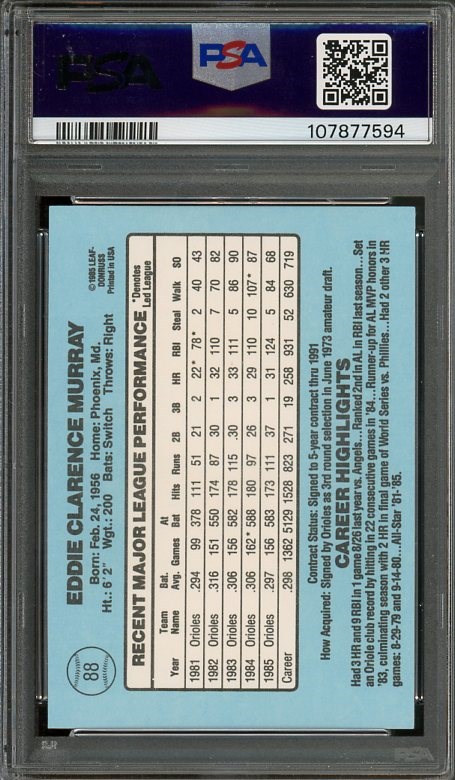 PSA
PSA
107877594
88
EDDIE CLARENCE MURRAY
Born: Feb. 24, 1956 Home: Phoenix, Md.
Ht.: 6'2" Wgt.: 200 Bats: Switch Throws: Right
©1985 LEAF-
DONRUSS
Printed in USA
RECENT MAJOR LEAGUE PERFORMANCE
*Denotes
Led League
Year Team Name Bat. Avg. Games At Bat Hits Runs 2B 3B HR RBI Steal Walk SO
1981 Orioles .294 99 378 111 51 21 2 22* 78* 2 40 43
1982 Orioles .316 151 550 174 87 30 1 32 110 7 70 82
1983 Orioles .306 156 582 178 115 .30 3 33 111 5 86 90
1984 Orioles .306 162* 588 180 97 26 3 29 110 10 107* 87
1985 Orioles .297 156 583 173 111 37 1 31 124 5 84 68
Career .298 1362 5129 1528 823 271 19 258 931 52 630 719
Contract Status: Signed to 5-year contract thru 1991
How Acquired: Signed by Orioles as 3rd round selection in June 1973 amateur draft.
CAREER HIGHLIGHTS
Had 3 HR and 9 RBI in 1 game 8/26 last year vs. Angels...Ranked 2nd in AL in RBI last season...Set
an Oriole club record by hitting in 22 consecutive games in '84...Runner-up for AL MVP honors in
'83, culminating season with 2 HR in final game of World Series vs. Phillies...Had 2 other 3 HR
games: 8-29-79 and 9-14-80...All-Star '81-'85.
PSA